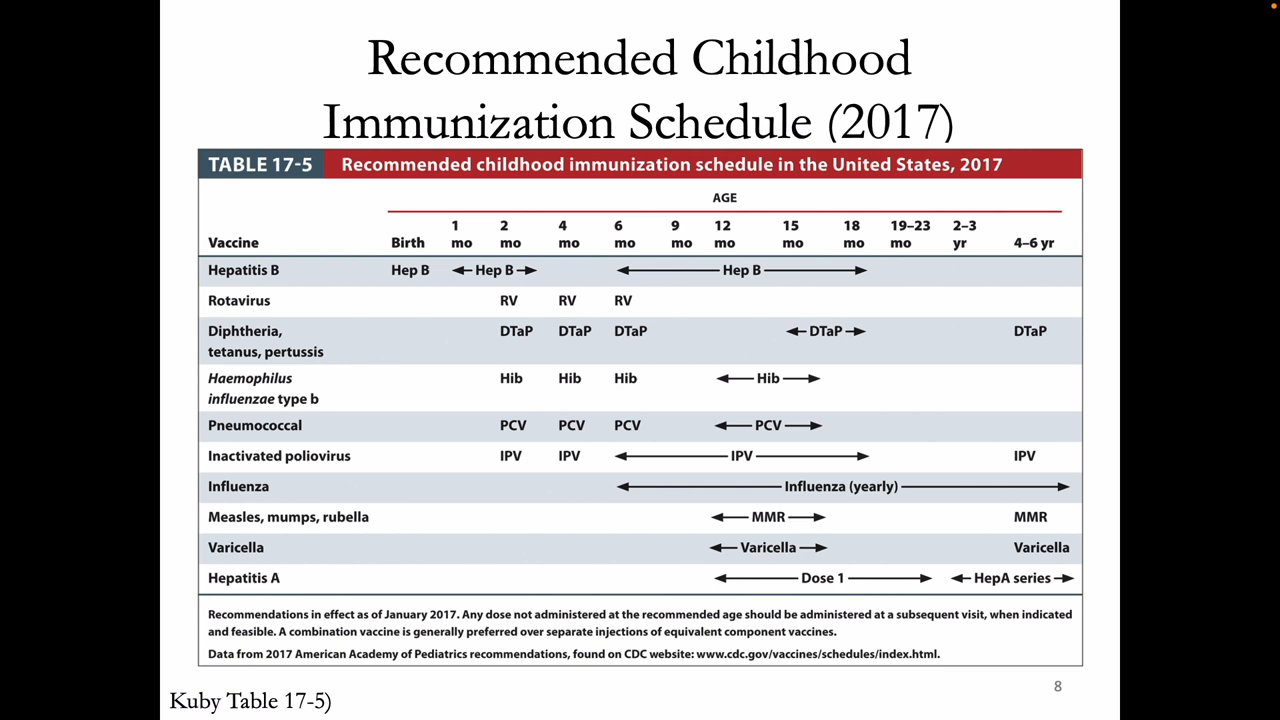 Recommended Childhood
Immunization Schedule (2017)
TABLE 17-5 Recommended childhood immunization schedule in the United States, 2017
AGE
1 2 4 6 9 12 15 18 19–23 2–3
Vaccine Birth mo mo mo mo mo mo mo mo mo yr 4–6 yr
Hepatitis B Hep B Hep B Hep B
Rotavirus RV RV RV
Diphtheria, DTaP DTaP DTaP DTaP DTaP
tetanus, pertussis
Haemophilus Hib Hib Hib Hib
influenzae type b
Pneumococcal PCV PCV PCV PCV
Inactivated poliovirus IPV IPV IPV IPV
Influenza Influenza (yearly)
Measles, mumps, rubella MMR MMR
Varicella Varicella Varicella
Hepatitis A Dose 1 HepA series
Recommendations in effect as of January 2017. Any dose not administered at the recommended age should be administered at a subsequent visit, when indicated
and feasible. A combination vaccine is generally preferred over separate injections of equivalent component vaccines.
Data from 2017 American Academy of Pediatrics recommendations, found on CDC website: www.cdc.gov/vaccines/schedules/index.html.
8
Kuby Table 17-5)